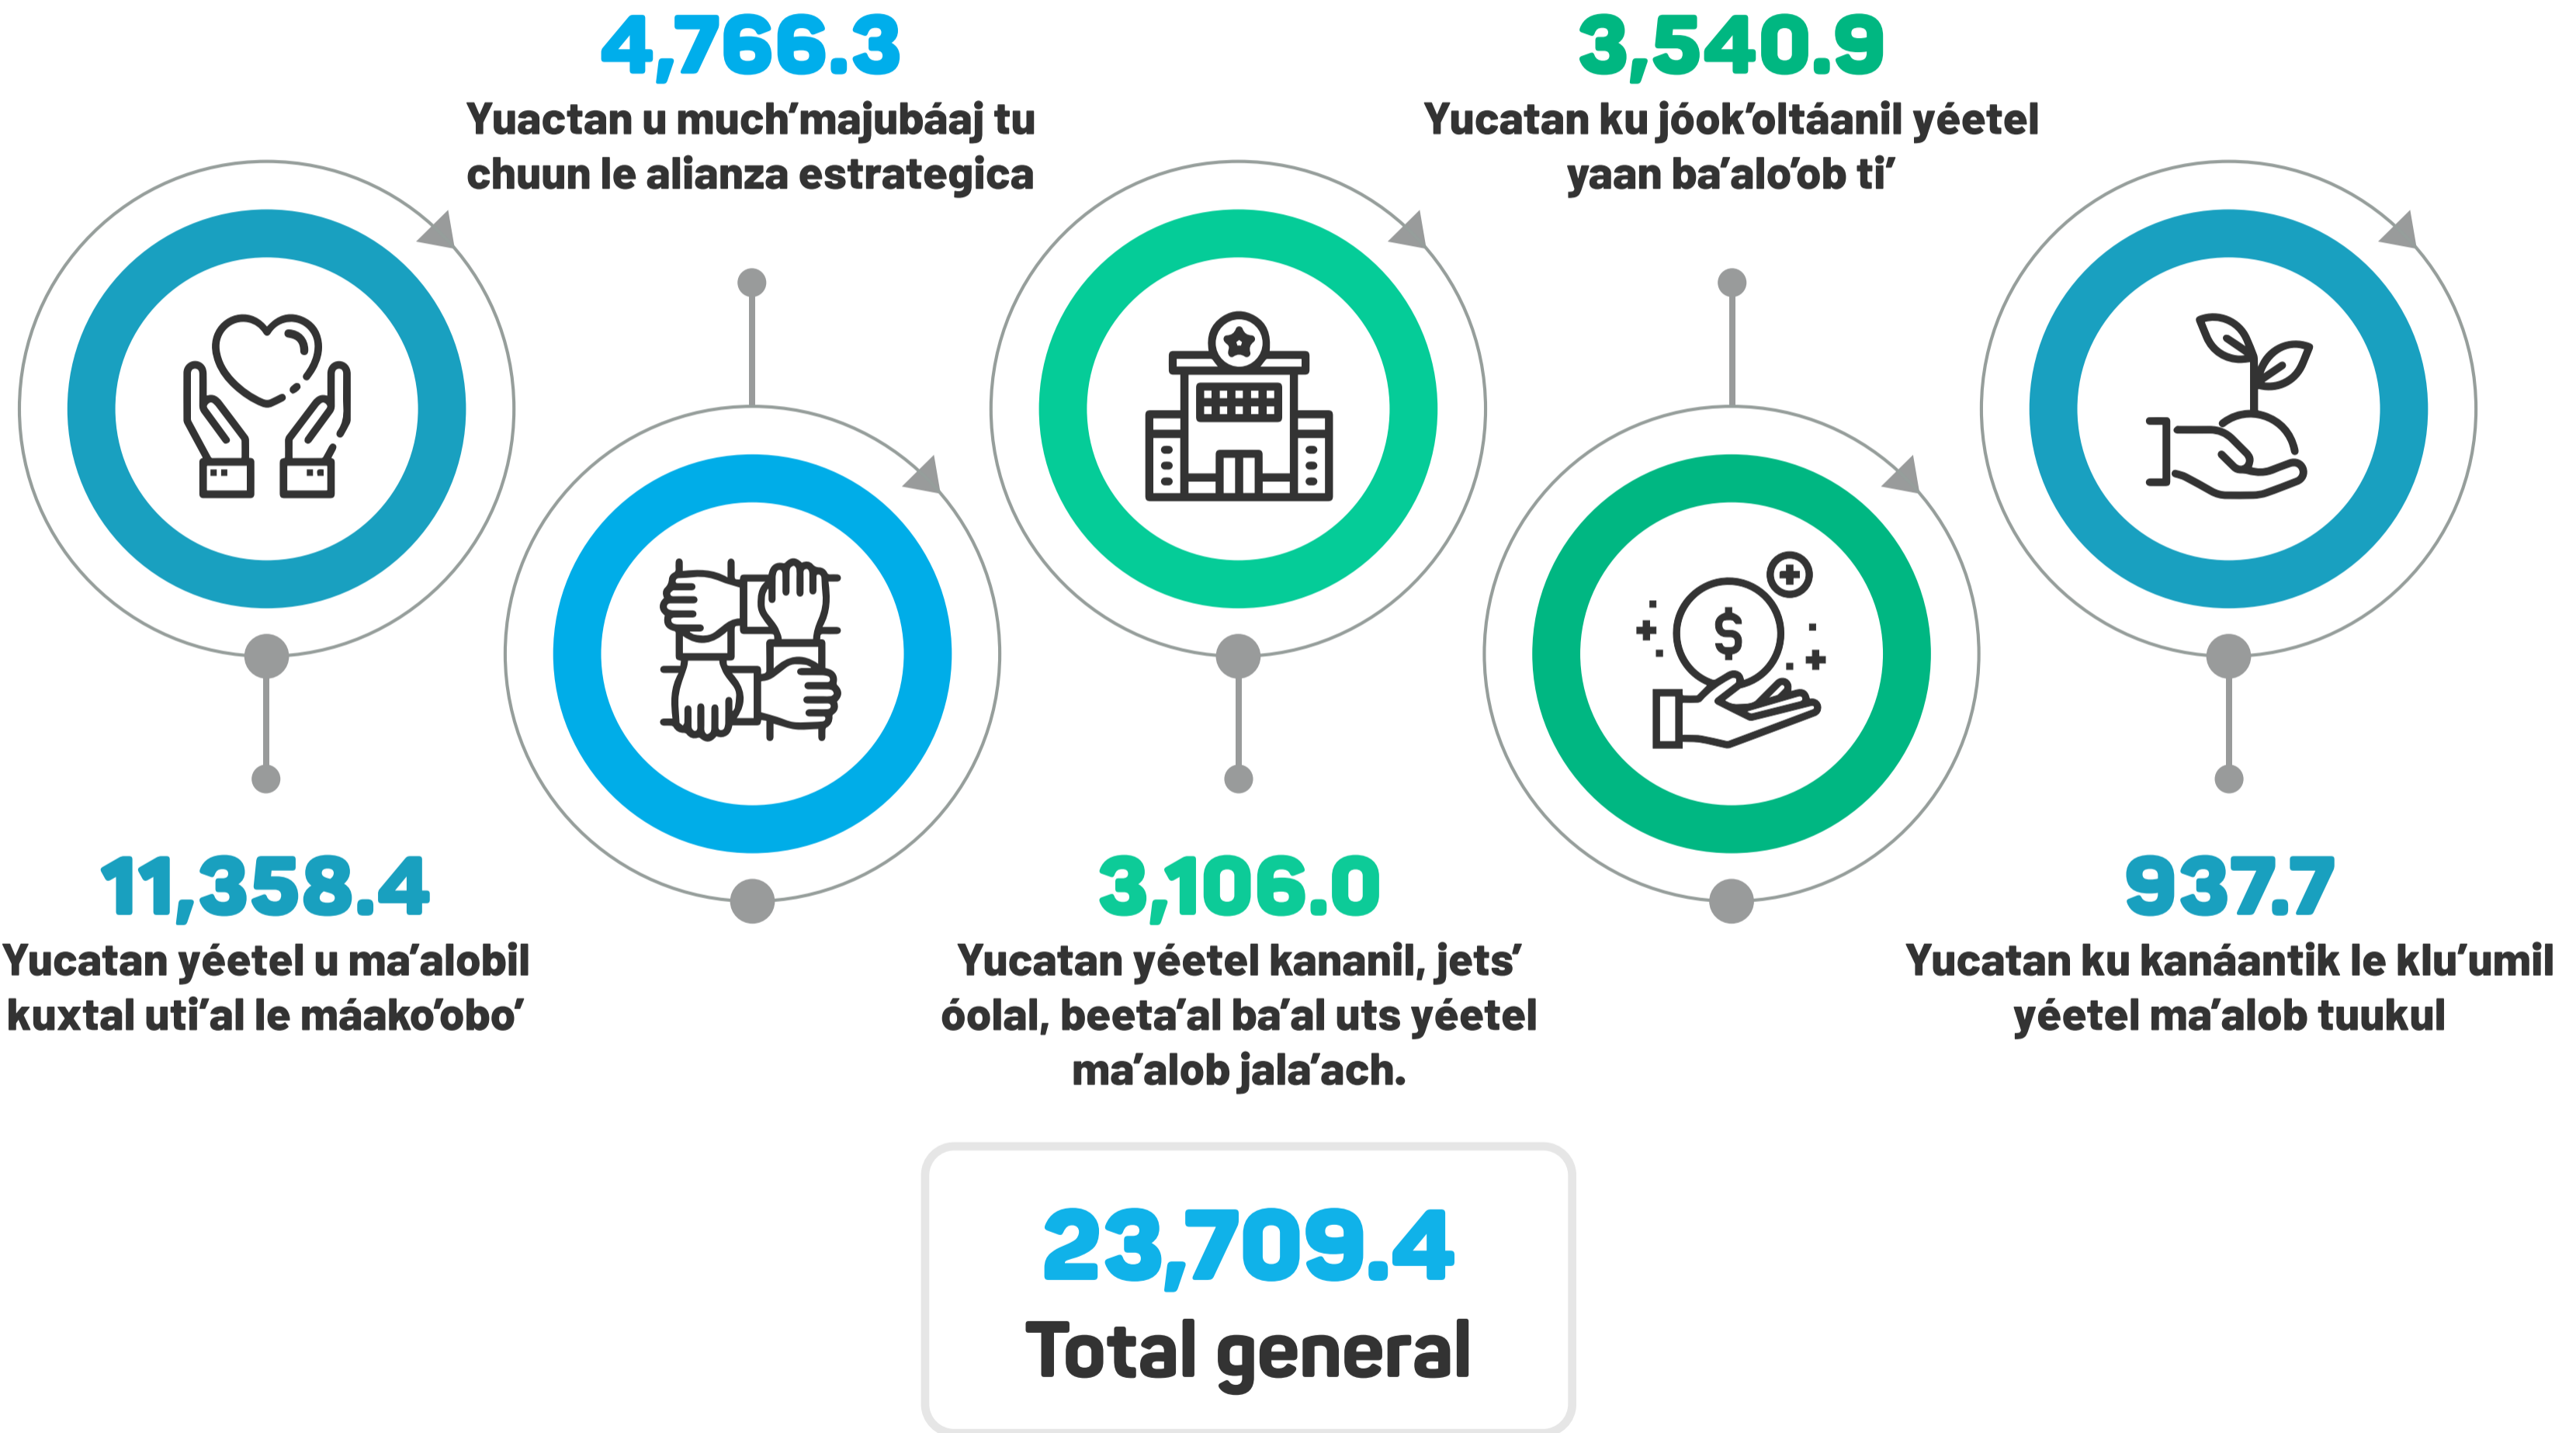 4,766.3
Yuactan u much’majubáaj tu
chuun le alianza estrategica
3,540.9
Yucatan ku jóok’oltáanil yéetel
yaan ba’alo’ob ti’
$
11,358.4
Yucatan yéetel u ma’alobil
kuxtal uti’al le máako’obo’
3,106.0
Yucatan yéetel kananil, jets’
óolal, beeta’al ba’al uts yéetel
ma’alob jala’ach.
937.7
Yucatan ku kanáantik le klu’umil
yéetel ma’alob tuukul
23,709.4
Total general